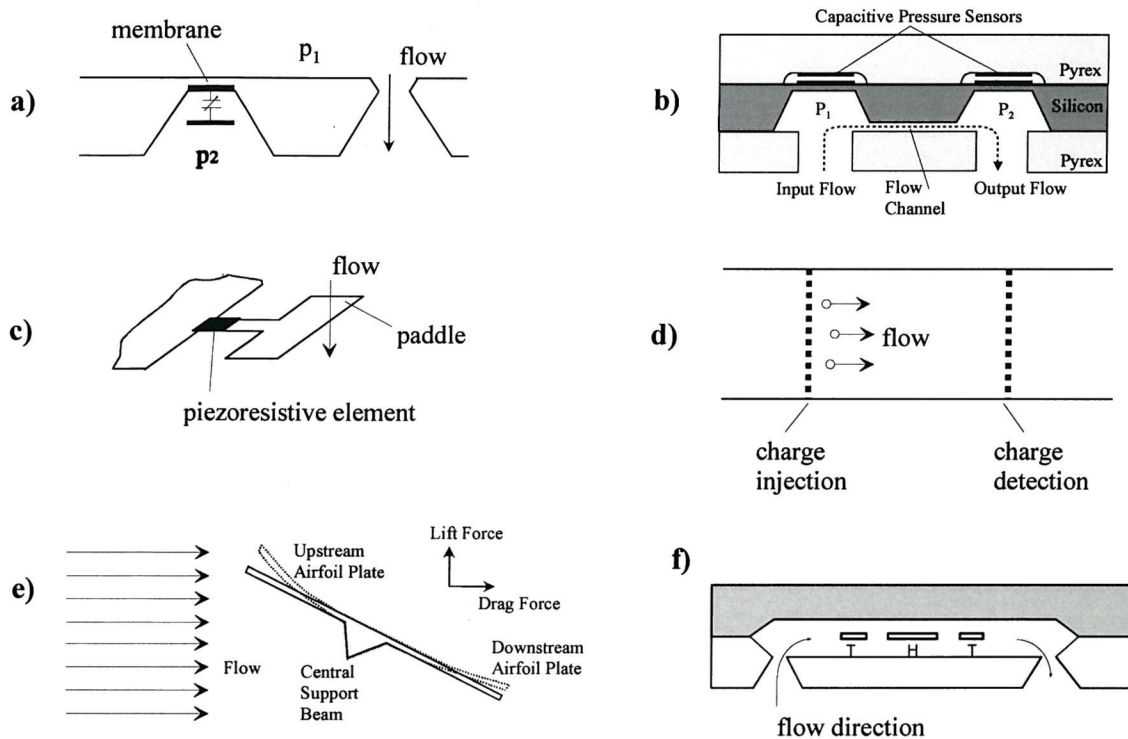 a)
membrane
p1
flow
p2
b)
Capacitive Pressure Sensors
Pyrex
P1
P2
Silicon
Pyrex
Input Flow
Flow
Channel
Output Flow
c)
flow
paddle
piezoresistive element
d)
flow
charge
injection
charge
detection
e)
Flow
Upstream
Airfoil Plate
Lift Force
Drag Force
Central
Support
Beam
Downstream
Airfoil Plate
f)
T H T
flow direction